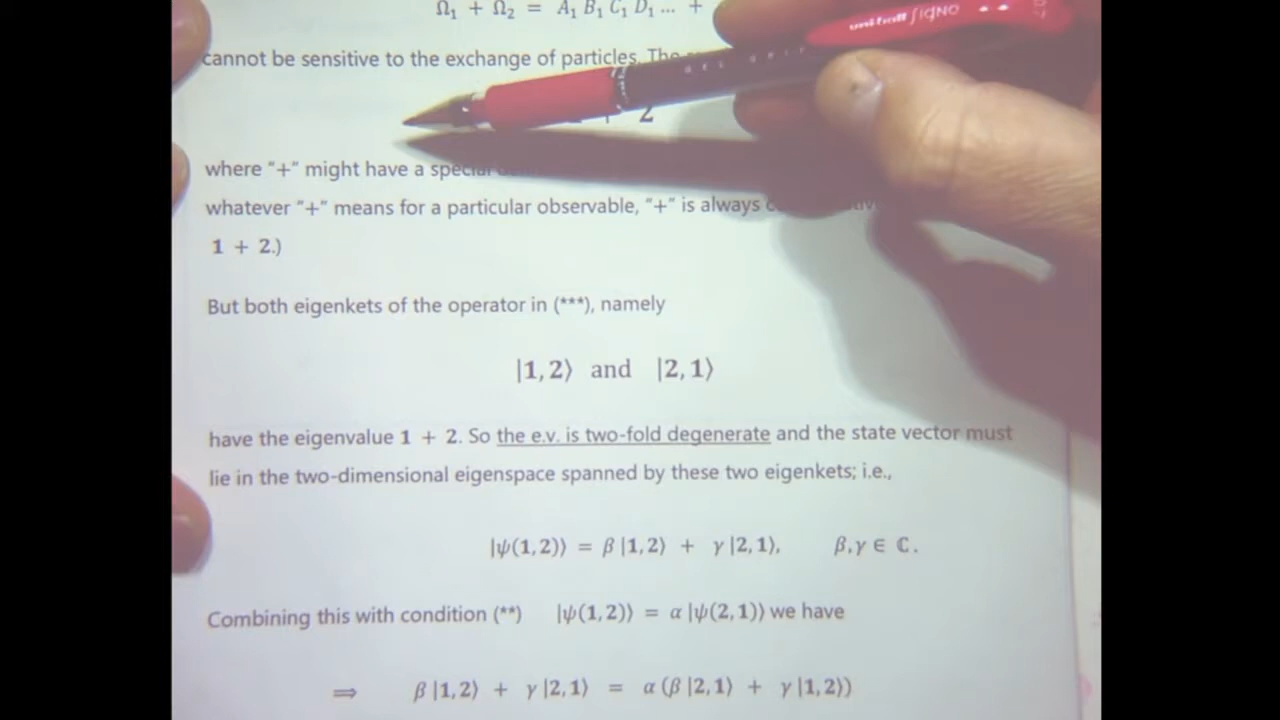 Ω₁ + Ω₂ = A₁ B₁ C₁ D₁ ... +
uniball SIGNO 07
cannot be sensitive to the exchange of particles. The
2
where "+" might have a special
whatever "+" means for a particular observable, "+" is always
1 + 2.)
But both eigenkets of the operator in (***), namely
|1, 2⟩ and |2, 1⟩
have the eigenvalue 1 + 2. So the e.v. is two-fold degenerate and the state vector must
lie in the two-dimensional eigenspace spanned by these two eigenkets; i.e.,
|ψ(1, 2)⟩ = β |1, 2⟩ + γ |2, 1⟩, β, γ ∈ ℂ.
Combining this with condition (**) |ψ(1, 2)⟩ = α |ψ(2, 1)⟩ we have
⟹ β |1, 2⟩ + γ |2, 1⟩ = α (β |2, 1⟩ + γ |1, 2⟩)